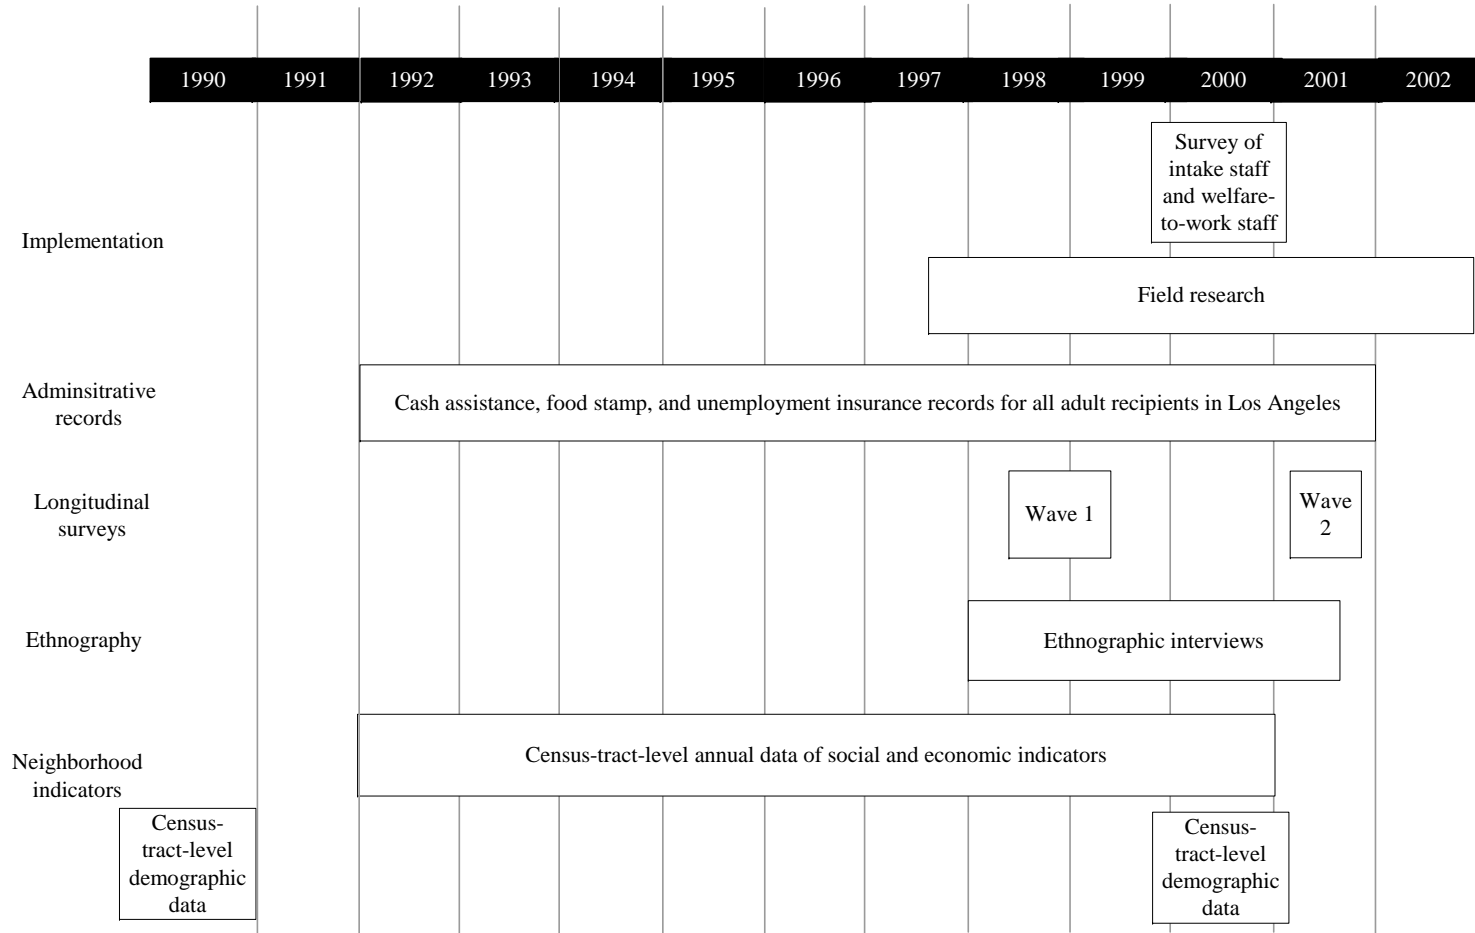 1990 1991 1992 1993 1994 1995 1996 1997 1998 1999 2000 2001 2002
Survey of
intake staff
and welfare-
to-work staff
Implementation
Field research
Adminsitrative
records
Cash assistance, food stamp, and unemployment insurance records for all adult recipients in Los Angeles
Longitudinal
surveys
Wave 1
Wave
2
Ethnography
Ethnographic interviews
Neighborhood
indicators
Census-tract-level annual data of social and economic indicators
Census-
tract-level
demographic
data
Census-
tract-level
demographic
data